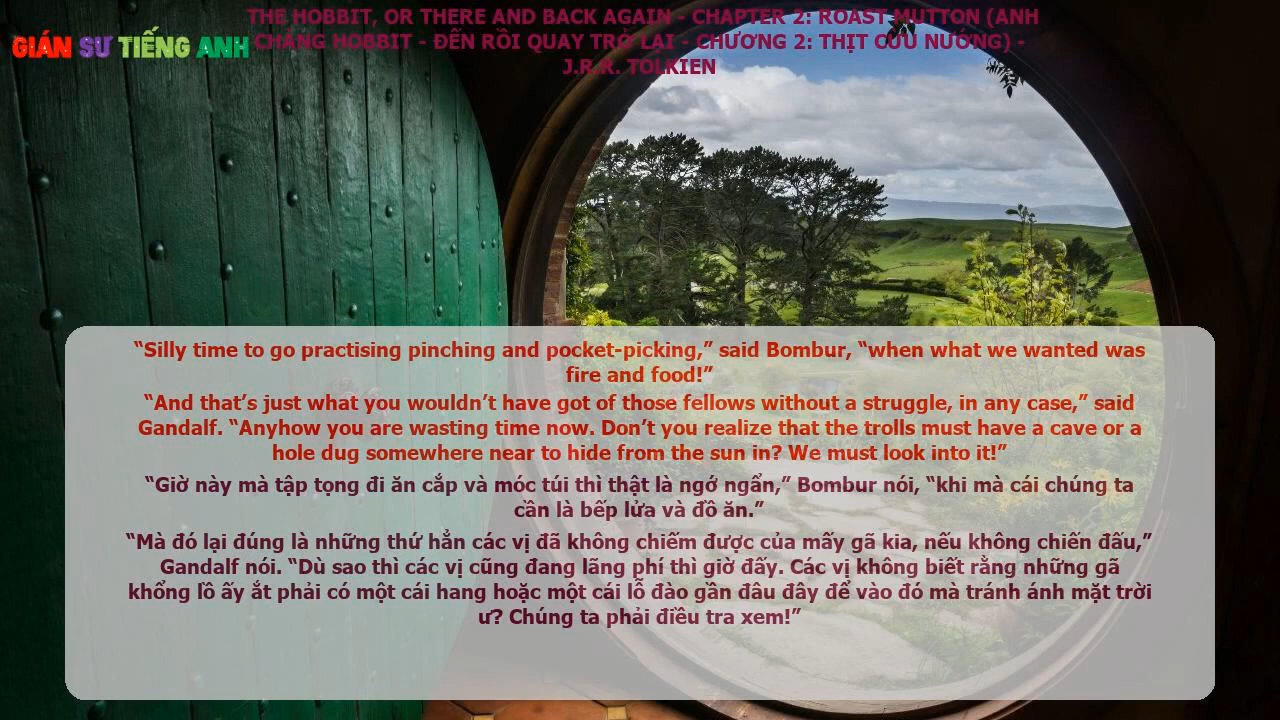 THE HOBBIT, OR THERE AND BACK AGAIN - CHAPTER 2: ROAST MUTTON (ANH
CHÀNG HOBBIT - ĐẾN RỒI QUAY TRỞ LẠI - CHƯƠNG 2: THỊT CỪU NƯỚNG) -
J.R.R. TOLKIEN
GIÁN SƯ TIẾNG ANH
“Silly time to go practising pinching and pocket-picking,” said Bombur, “when what we wanted was
fire and food!”
“And that’s just what you wouldn’t have got of those fellows without a struggle, in any case,” said
Gandalf. “Anyhow you are wasting time now. Don’t you realize that the trolls must have a cave or a
hole dug somewhere near to hide from the sun in? We must look into it!”
“Giờ này mà tập tọng đi ăn cắp và móc túi thì thật là ngớ ngẩn,” Bombur nói, “khi mà cái chúng ta
cần là bếp lửa và đồ ăn.”
“Mà đó lại đúng là những thứ hẳn các vị đã không chiếm được của mấy gã kia, nếu không chiến đấu,”
Gandalf nói. “Dù sao thì các vị cũng đang lãng phí thì giờ đấy. Các vị không biết rằng những gã
khổng lồ ấy ắt phải có một cái hang hoặc một cái lỗ đào gần đâu đây để vào đó mà tránh ánh mặt trời
ư? Chúng ta phải điều tra xem!”